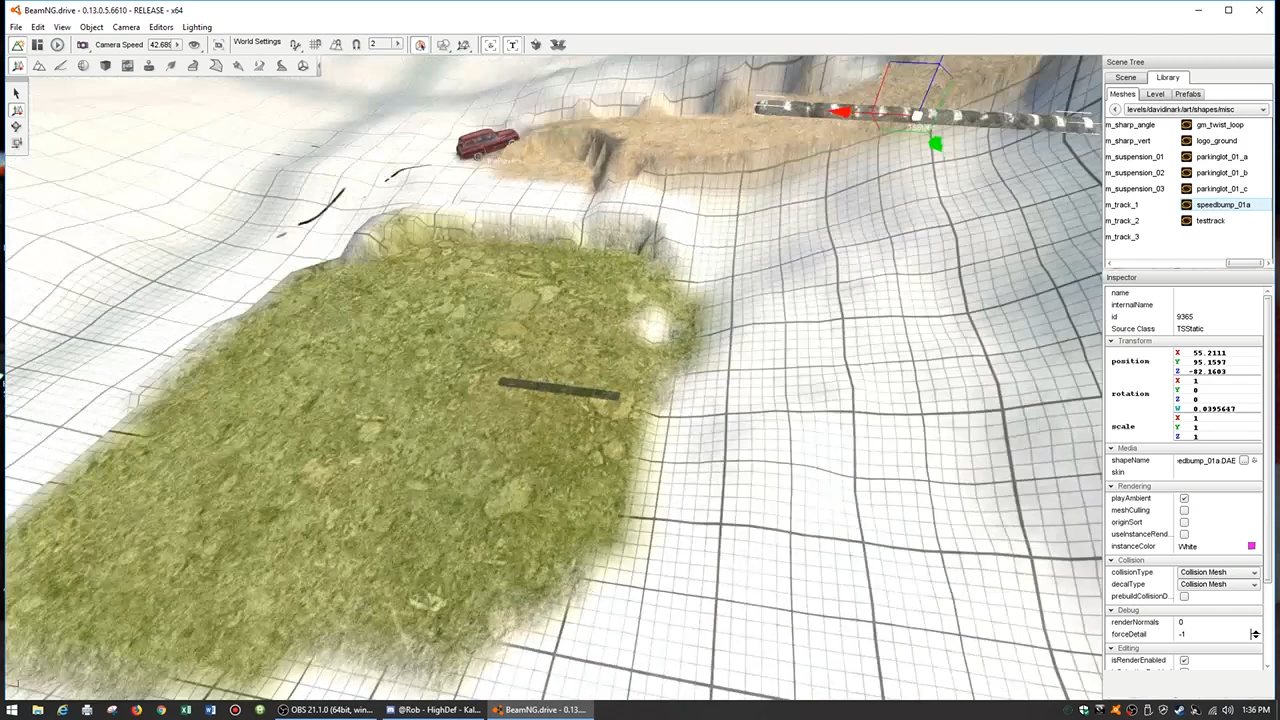 BeamNG.drive - 0.13.0.5.6610 - RELEASE - x64
File Edit View Object Camera Editors Lighting
Camera Speed 42.68 World Settings 2
Scene Tree
Scene Library
Meshes Level Prefabs
levels/davidinark/art/shapes/misc
m_sharp_angle gm_twist_loop
m_sharp_vert logo_ground
m_suspension_01 parkinglot_01_a
m_suspension_02 parkinglot_01_b
m_suspension_03 parkinglot_01_c
m_track_1 speedbump_01a
m_track_2 testtrack
m_track_3
Inspector
name
internalName
id 9365
Source Class TSStatic
Transform
position X 55.2111
Y 95.1597
Z -82.1603
rotation X 1
Y 0
Z 0
W 0.0395647
scale X 1
Y 1
Z 1
Media
shapeName edbump_01a.DAE
skin
Rendering
playAmbient
meshCulling
originSort
useInstanceRend...
instanceColor White
Collision
collisionType Collision Mesh
decalType Collision Mesh
prebuildCollisionD...
Debug
renderNormals 0
forceDetail -1
Editing
isRenderEnabled
OBS 21.1.0 (64bit, win... @Rob - HighDef - Kal... BeamNG.drive - 0.13.... 1:36 PM